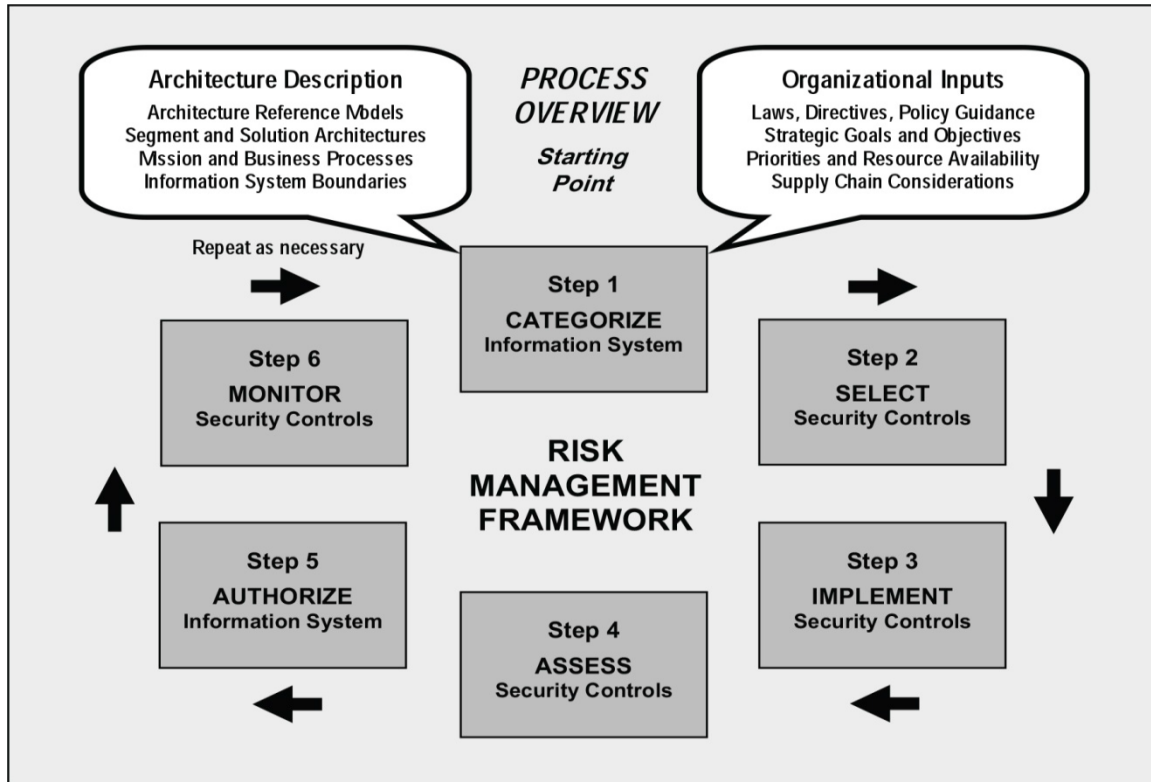 Architecture Description
Architecture Reference Models
Segment and Solution Architectures
Mission and Business Processes
Information System Boundaries
PROCESS
OVERVIEW
Starting
Point
Organizational Inputs
Laws, Directives, Policy Guidance
Strategic Goals and Objectives
Priorities and Resource Availability
Supply Chain Considerations
Repeat as necessary
Step 1
CATEGORIZE
Information System
Step 2
SELECT
Security Controls
Step 3
IMPLEMENT
Security Controls
Step 4
ASSESS
Security Controls
Step 5
AUTHORIZE
Information System
Step 6
MONITOR
Security Controls
RISK
MANAGEMENT
FRAMEWORK